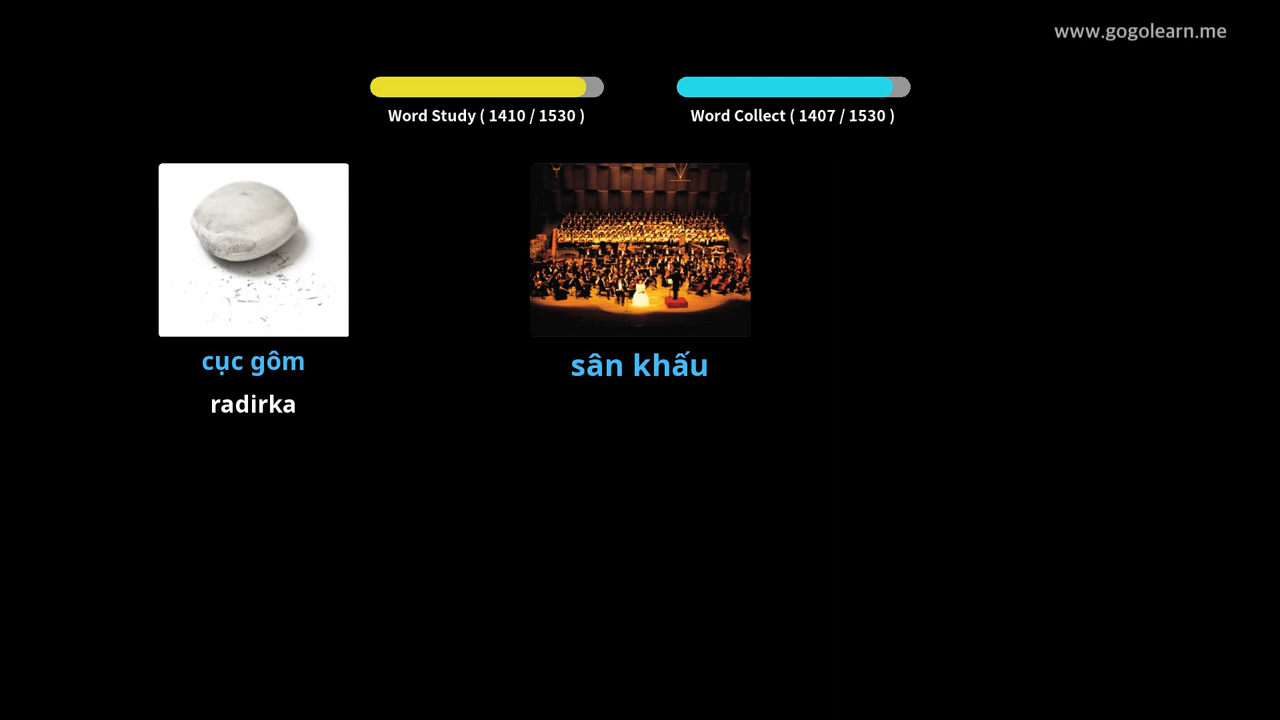 www.gogolearn.me
Word Study ( 1410 / 1530 )
Word Collect ( 1407 / 1530 )
cục gôm
radirka
sân khấu